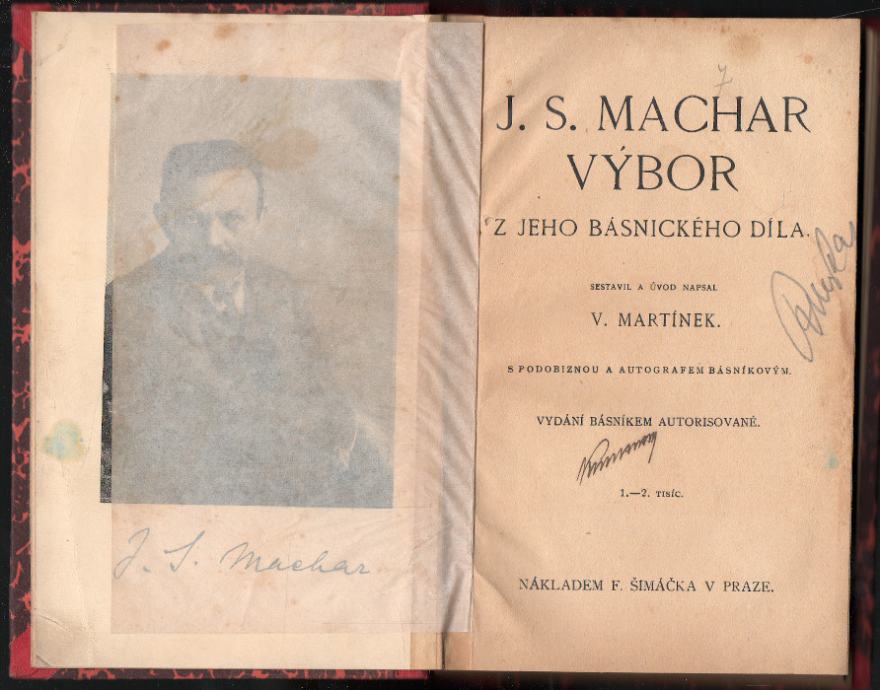 J. S. Machar
J. S. MACHAR
VÝBOR
Z JEHO BÁSNICKÉHO DÍLA.
SESTAVIL A ÚVOD NAPSAL
V. MARTÍNEK.
S PODOBIZNOU A AUTOGRAFEM BÁSNÍKOVÝM.
VYDÁNÍ BÁSNÍKEM AUTORISOVANÉ.
1.—2. TISÍC.
NÁKLADEM F. ŠIMÁČKA V PRAZE.